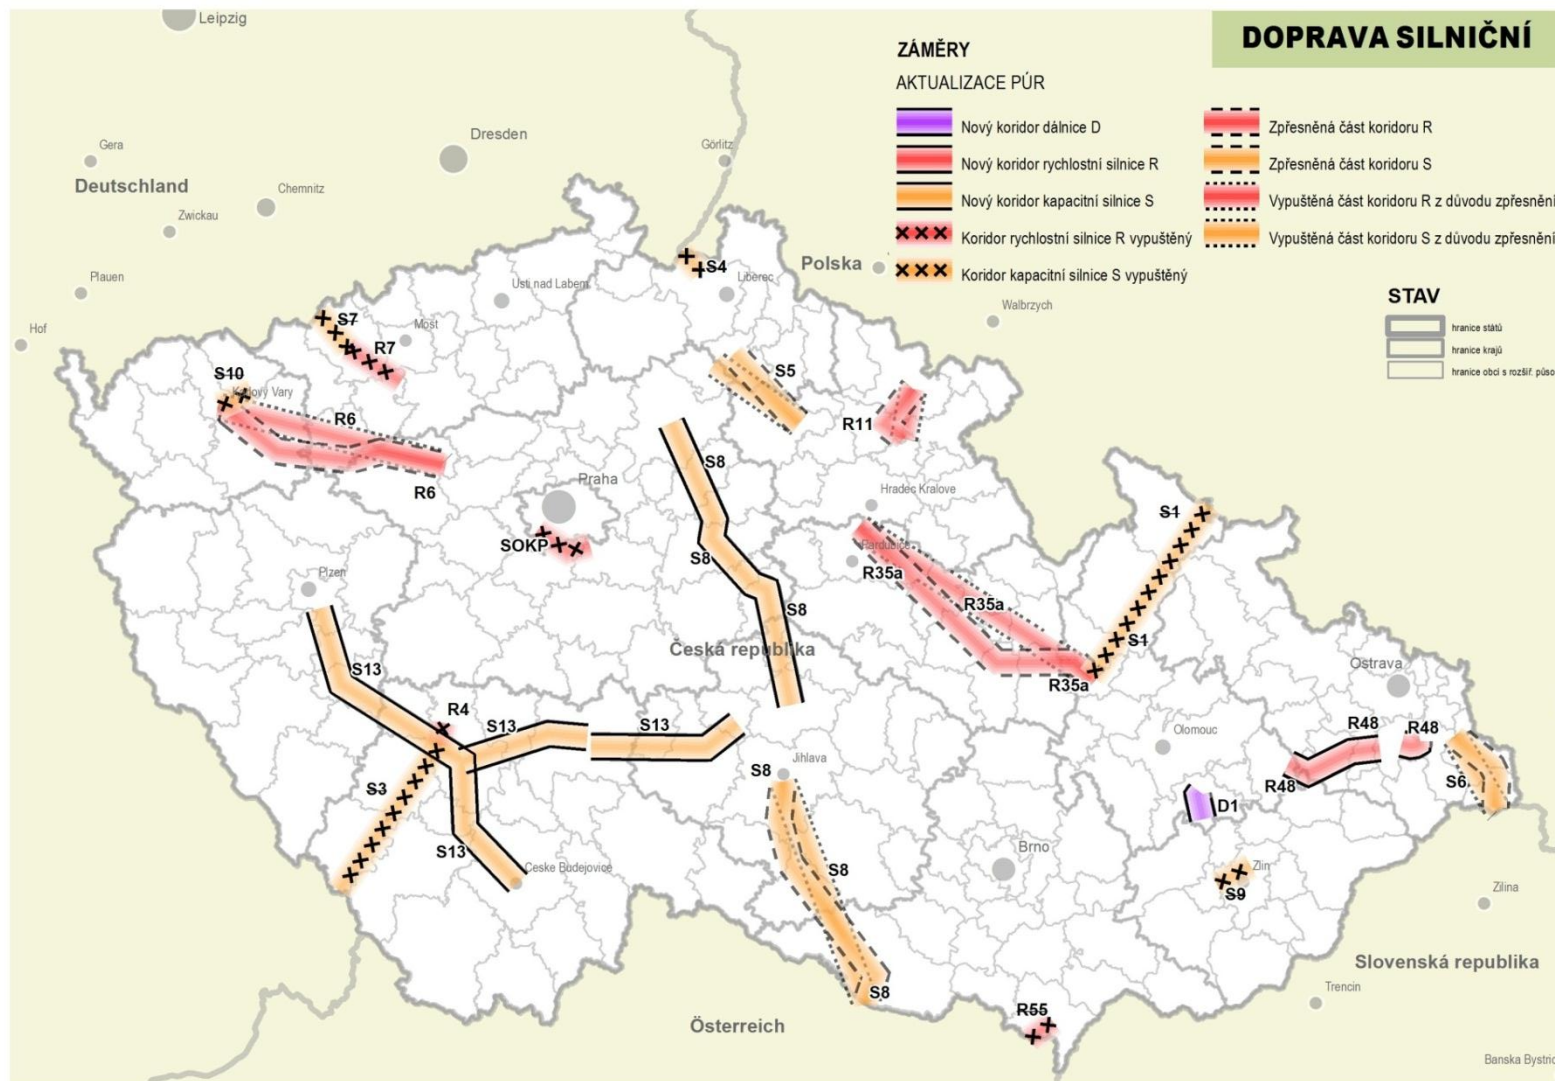 DOPRAVA SILNIČNÍ
ZÁMĚRY
AKTUALIZACE PÚR
Nový koridor dálnice D
Nový koridor rychlostní silnice R
Nový koridor kapacitní silnice S
Koridor rychlostní silnice R vypuštěný
Koridor kapacitní silnice S vypuštěný
Zpřesněná část koridoru R
Zpřesněná část koridoru S
Vypuštěná část koridoru R z důvodu zpřesnění
Vypuštěná část koridoru S z důvodu zpřesnění
STAV
hranice států
hranice krajů
hranice obcí s rozšíř. půso
Leipzig
Dresden
Görlitz
Gera
Deutschland
Chemnitz
Zwickau
Plauen
Hof
Polska
Walbrzych
S4
Liberec
Usti nad Labem
S7
Most
R7
S10
Karlovy Vary
R6
R6
S5
R11
S8
Praha
Hradec Kralove
S1
SOKP
S8
Pardubice
R35a
Plzen
R35a
S8
S1
Česká republika
Ostrava
S13
R35a
R4
S13
S13
Olomouc
R48
R48
S8
Jihlava
R48
S6
S3
D1
S13
Ceske Budejovice
S8
Brno
Zlin
S9
Zilina
Slovenská republika
S8
Trencin
R55
Österreich
Banska Bystric